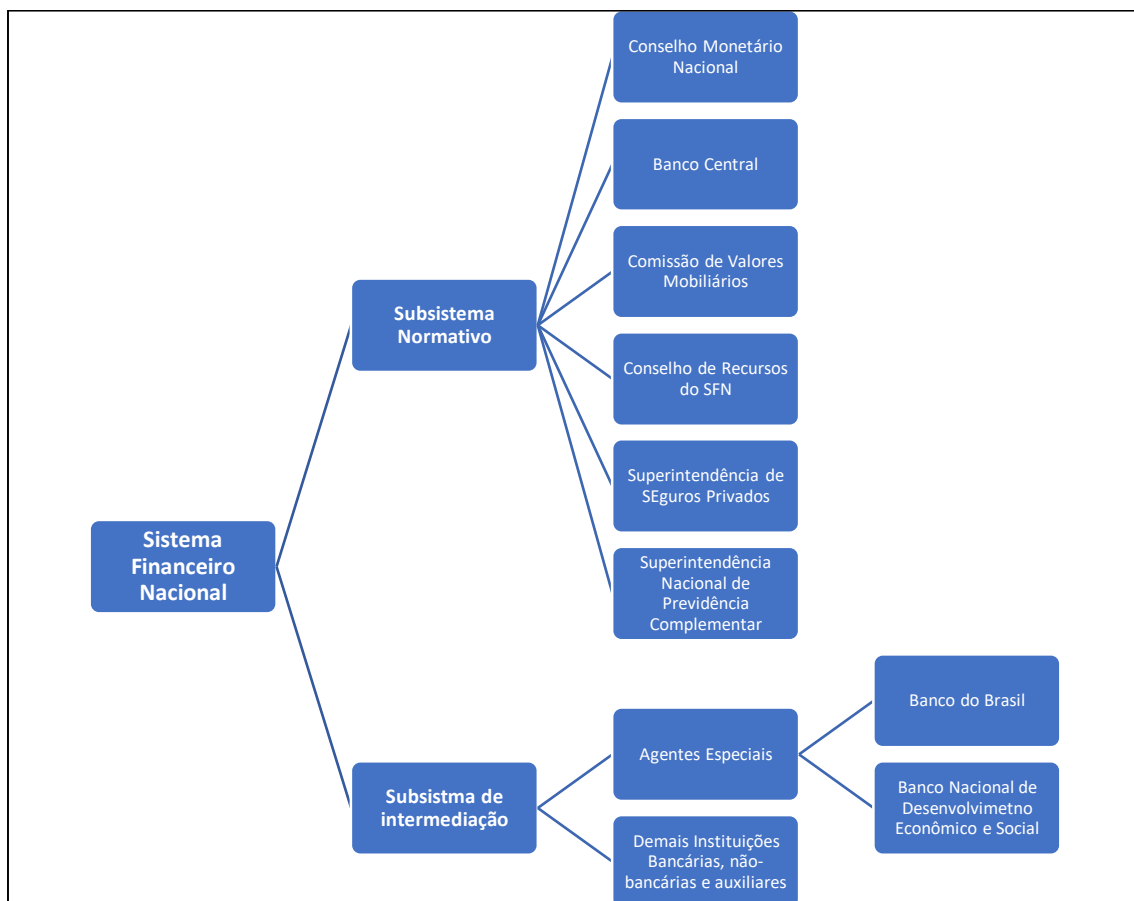 Sistema
Financeiro
Nacional
Subsistema
Normativo
Conselho Monetário
Nacional
Banco Central
Comissão de Valores
Mobiliários
Conselho de Recursos
do SFN
Superintendência de
SEguros Privados
Superintendência
Nacional de
Previdência
Complementar
Subsistma de
intermediação
Agentes Especiais
Banco do Brasil
Banco Nacional de
Desenvolvimetno
Econômico e Social
Demais Instituições
Bancárias, não-
bancárias e auxiliares